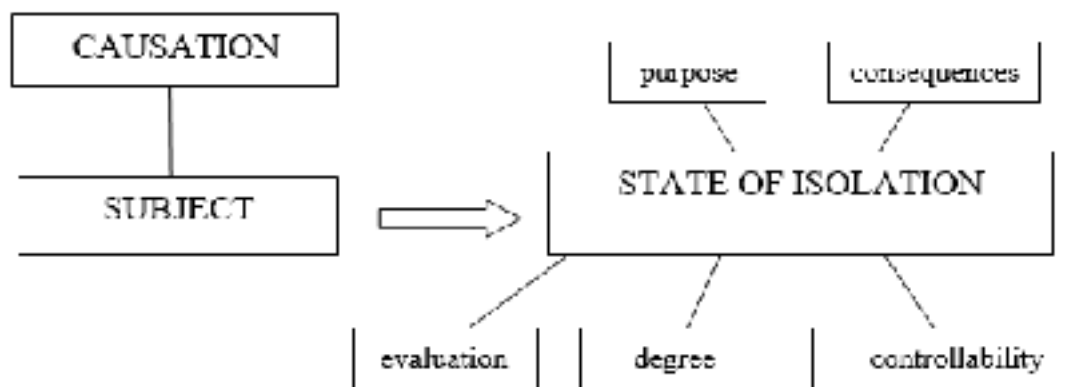 CAUSATION
purpose
consequences
SUBJECT
STATE OF ISOLATION
evaluation
degree
controllability